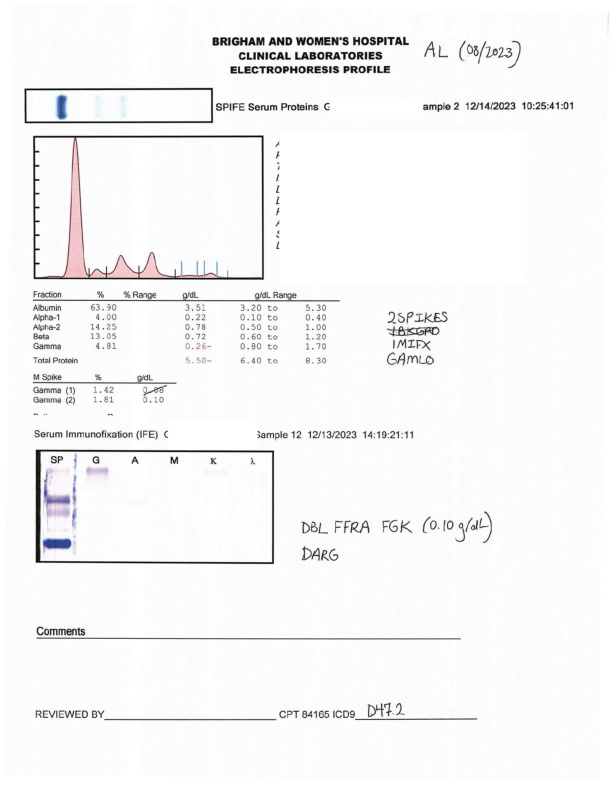 BRIGHAM AND WOMEN'S HOSPITAL
CLINICAL LABORATORIES
ELECTROPHORESIS PROFILE
AL (08/2023)
SPIFE Serum Proteins G ample 2 12/14/2023 10:25:41:01
Fraction % % Range g/dL g/dL Range
Albumin 63.90 3.51 3.20 to 5.30
Alpha-1 4.00 0.22 0.10 to 0.40
Alpha-2 14.25 0.78 0.50 to 1.00
Beta 13.05 0.72 0.60 to 1.20
Gamma 4.81 0.26- 0.80 to 1.70
Total Protein 5.50- 6.40 to 8.30
2SPIKES
1MIFX
GAMLO
M Spike % g/dL
Gamma (1) 1.42 0.08
Gamma (2) 1.81 0.10
Serum Immunofixation (IFE) Sample 12 12/13/2023 14:19:21:11
SP G A M K λ
DBL FFRA FGK (0.10 g/dL)
DARG
Comments
REVIEWED BY CPT 84165 ICD9 D47.2